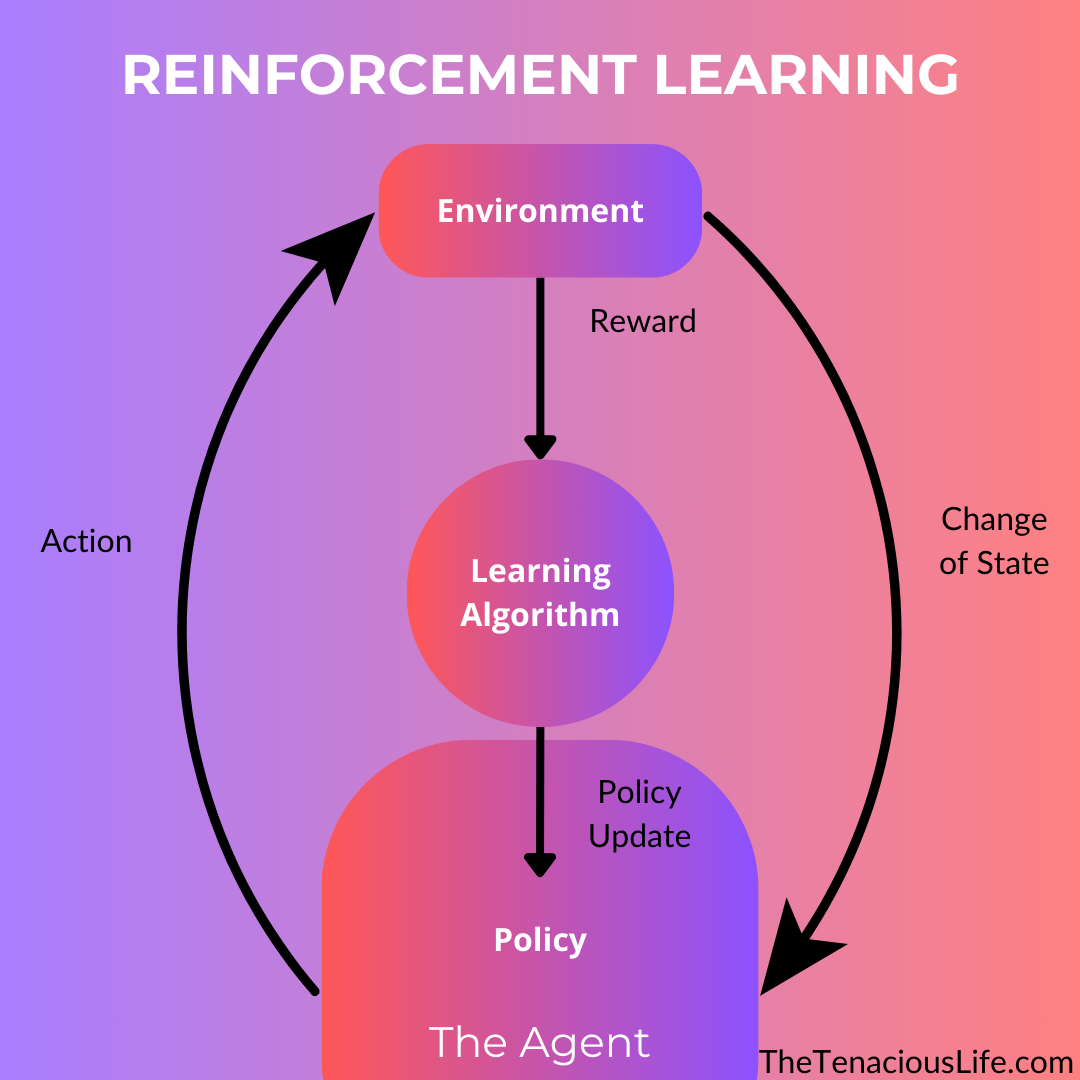 REINFORCEMENT LEARNING
Environment
Reward
Action
Change
of State
Learning
Algorithm
Policy
Update
Policy
The Agent
TheTenaciousLife.com